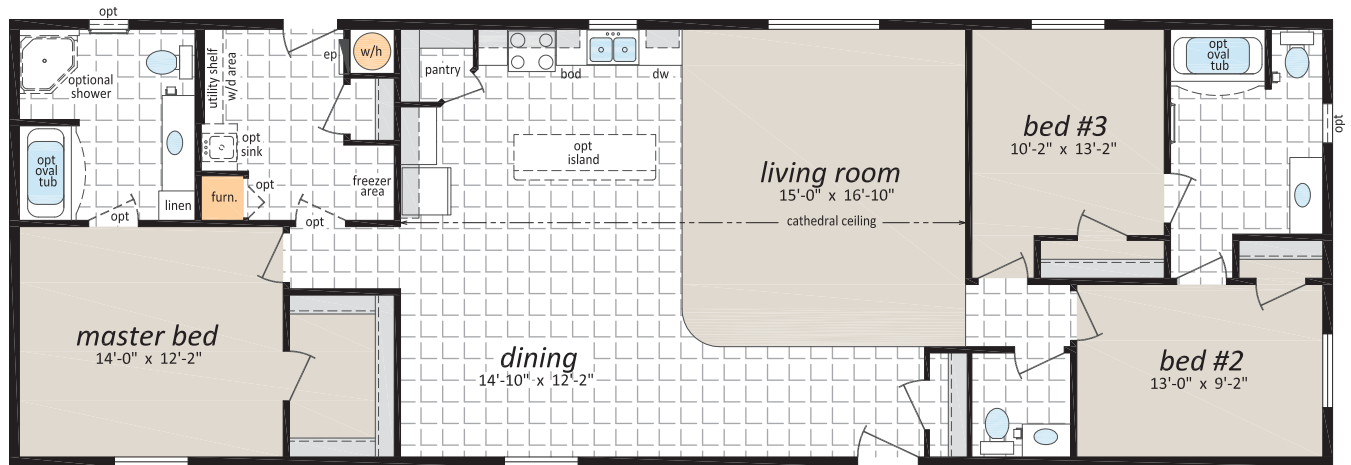 opt
optional
shower
opt
oval
tub
opt
linen
utility shelf
w/d area
opt
sink
furn.
opt
opt
ep
w/h
freezer
area
pantry
bod
dw
opt
island
living room
15'-0" x 16'-10"
cathedral ceiling
bed #3
10'-2" x 13'-2"
opt
oval
tub
opt
master bed
14'-0" x 12'-2"
dining
14'-10" x 12'-2"
bed #2
13'-0" x 9'-2"